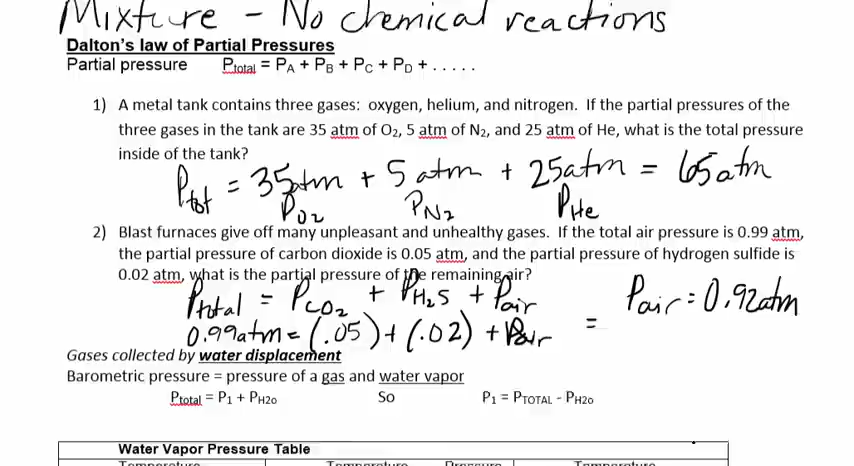 Mixture - No chemical reactions
Dalton's law of Partial Pressures
Partial pressure Ptotal = PA + PB + PC + PD + . . . . .
1) A metal tank contains three gases: oxygen, helium, and nitrogen. If the partial pressures of the
three gases in the tank are 35 atm of O2, 5 atm of N2, and 25 atm of He, what is the total pressure
inside of the tank?
Ptot = 35atm + 5 atm + 25atm = 65 atm
PO2 PN2 PHe
2) Blast furnaces give off many unpleasant and unhealthy gases. If the total air pressure is 0.99 atm,
the partial pressure of carbon dioxide is 0.05 atm, and the partial pressure of hydrogen sulfide is
0.02 atm, what is the partial pressure of the remaining air?
Ptotal = PCO2 + PH2S + Pair Pair = 0.92atm
0.99atm = (.05) + (.02) + Pair =
Gases collected by water displacement
Barometric pressure = pressure of a gas and water vapor
Ptotal = P1 + PH2O So P1 = PTOTAL - PH2O
Water Vapor Pressure Table
Temperature Temperature Pressure Temperature